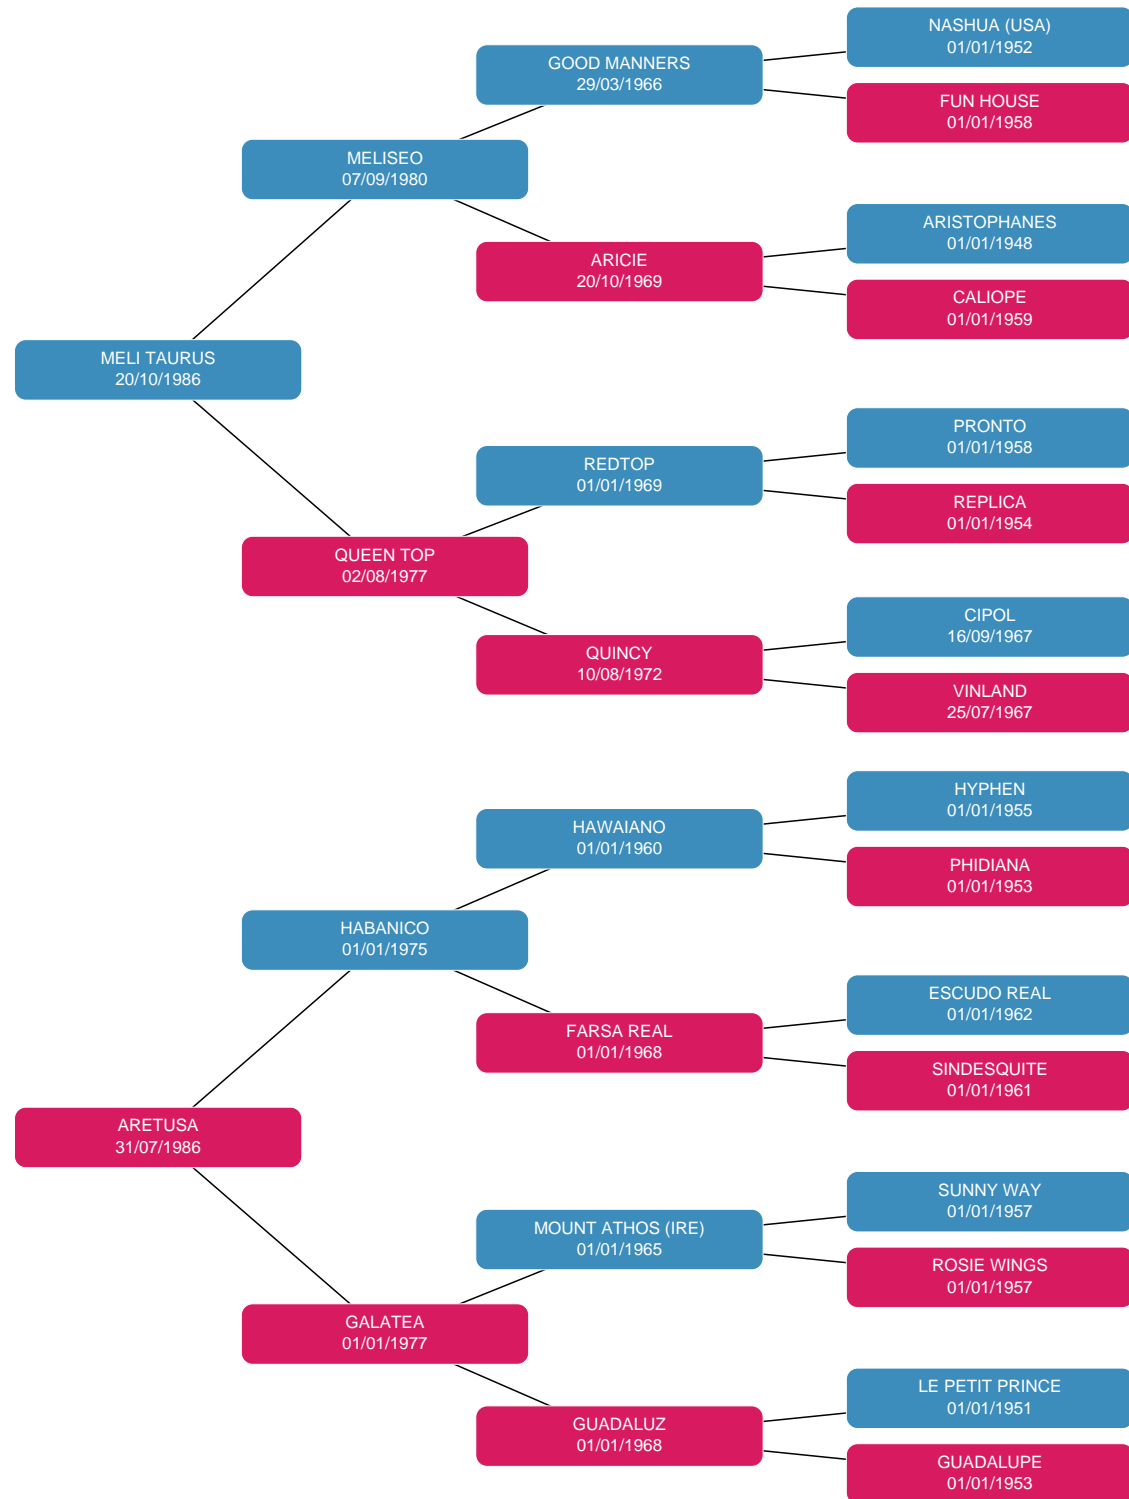 NASHUA (USA)
01/01/1952
GOOD MANNERS
29/03/1966
FUN HOUSE
01/01/1958
MELISEO
07/09/1980
ARISTOPHANES
01/01/1948
ARICIE
20/10/1969
CALIOPE
01/01/1959
MELI TAURUS
20/10/1986
PRONTO
01/01/1958
REDTOP
01/01/1969
REPLICA
01/01/1954
QUEEN TOP
02/08/1977
CIPOL
16/09/1967
QUINCY
10/08/1972
VINLAND
25/07/1967
HYPHEN
01/01/1955
HAWAIANO
01/01/1960
PHIDIANA
01/01/1953
HABANICO
01/01/1975
ESCUDO REAL
01/01/1962
FARSA REAL
01/01/1968
SINDESQUITE
01/01/1961
ARETUSA
31/07/1986
SUNNY WAY
01/01/1957
MOUNT ATHOS (IRE)
01/01/1965
ROSIE WINGS
01/01/1957
GALATEA
01/01/1977
LE PETIT PRINCE
01/01/1951
GUADALUZ
01/01/1968
GUADALUPE
01/01/1953